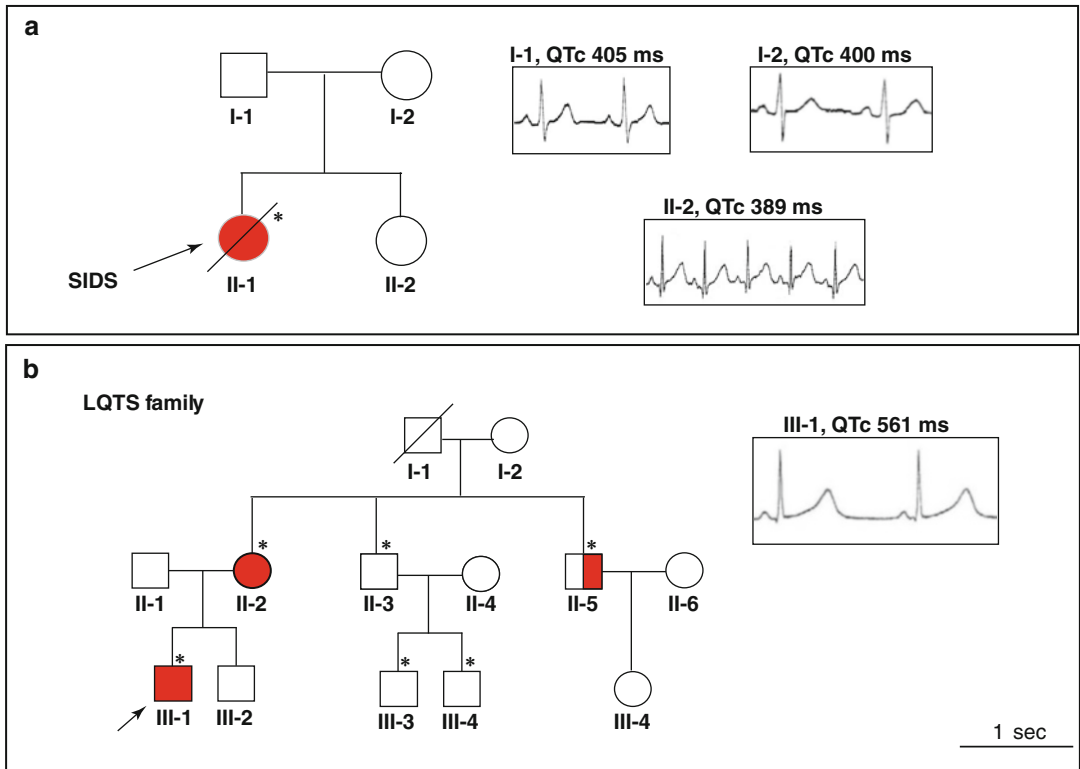 a
I-1, QTc 405 ms
I-2, QTc 400 ms
I-1
I-2
II-2, QTc 389 ms
*
SIDS
II-1
II-2
b
LQTS family
III-1, QTc 561 ms
I-1
I-2
* * *
II-1
II-2
II-3
II-4
II-5
II-6
* * *
III-1
III-2
III-3
III-4
III-4
1 sec